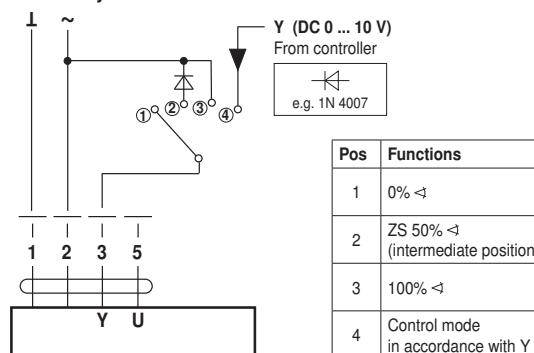 ⊥ ~
Y (DC 0 ... 10 V)
From controller
e.g. 1N 4007
① ② ③ ④
1 2 3 5
Y U
Pos Functions
1 0% ⊲
2 ZS 50% ⊲
(intermediate position
3 100% ⊲
4 Control mode
in accordance with Y